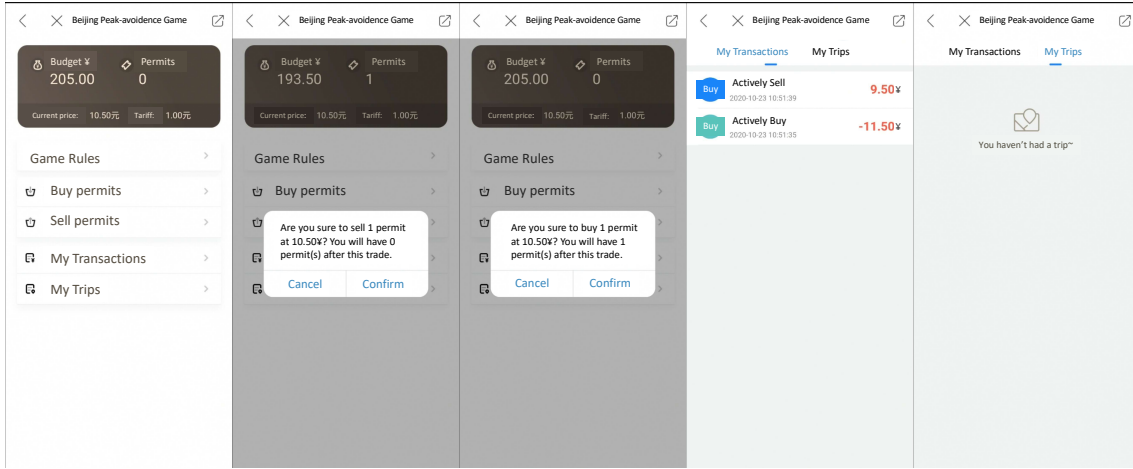 Beijing Peak-avoidence Game
Budget ¥ Permits
205.00 0
Current price: 10.50元 Tariff: 1.00元
Game Rules
Buy permits
Sell permits
My Transactions
My Trips
Beijing Peak-avoidence Game
Budget ¥ Permits
193.50 1
Current price: 10.50元 Tariff: 1.00元
Game Rules
Buy permits
Are you sure to sell 1 permit
at 10.50¥? You will have 0
permit(s) after this trade.
Cancel Confirm
Beijing Peak-avoidence Game
Budget ¥ Permits
205.00 0
Current price: 10.50元 Tariff: 1.00元
Game Rules
Buy permits
Are you sure to buy 1 permit
at 10.50¥? You will have 1
permit(s) after this trade.
Cancel Confirm
Beijing Peak-avoidence Game
My Transactions My Trips
Buy Actively Sell 9.50¥
2020-10-23 10:51:39
Buy Actively Buy -11.50¥
2020-10-23 10:51:35
Beijing Peak-avoidence Game
My Transactions My Trips
You haven't had a trip~